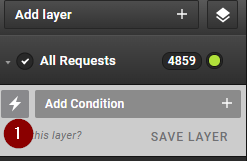 Add layer +
All Requests 4859
Add Condition +
1 this layer? SAVE LAYER